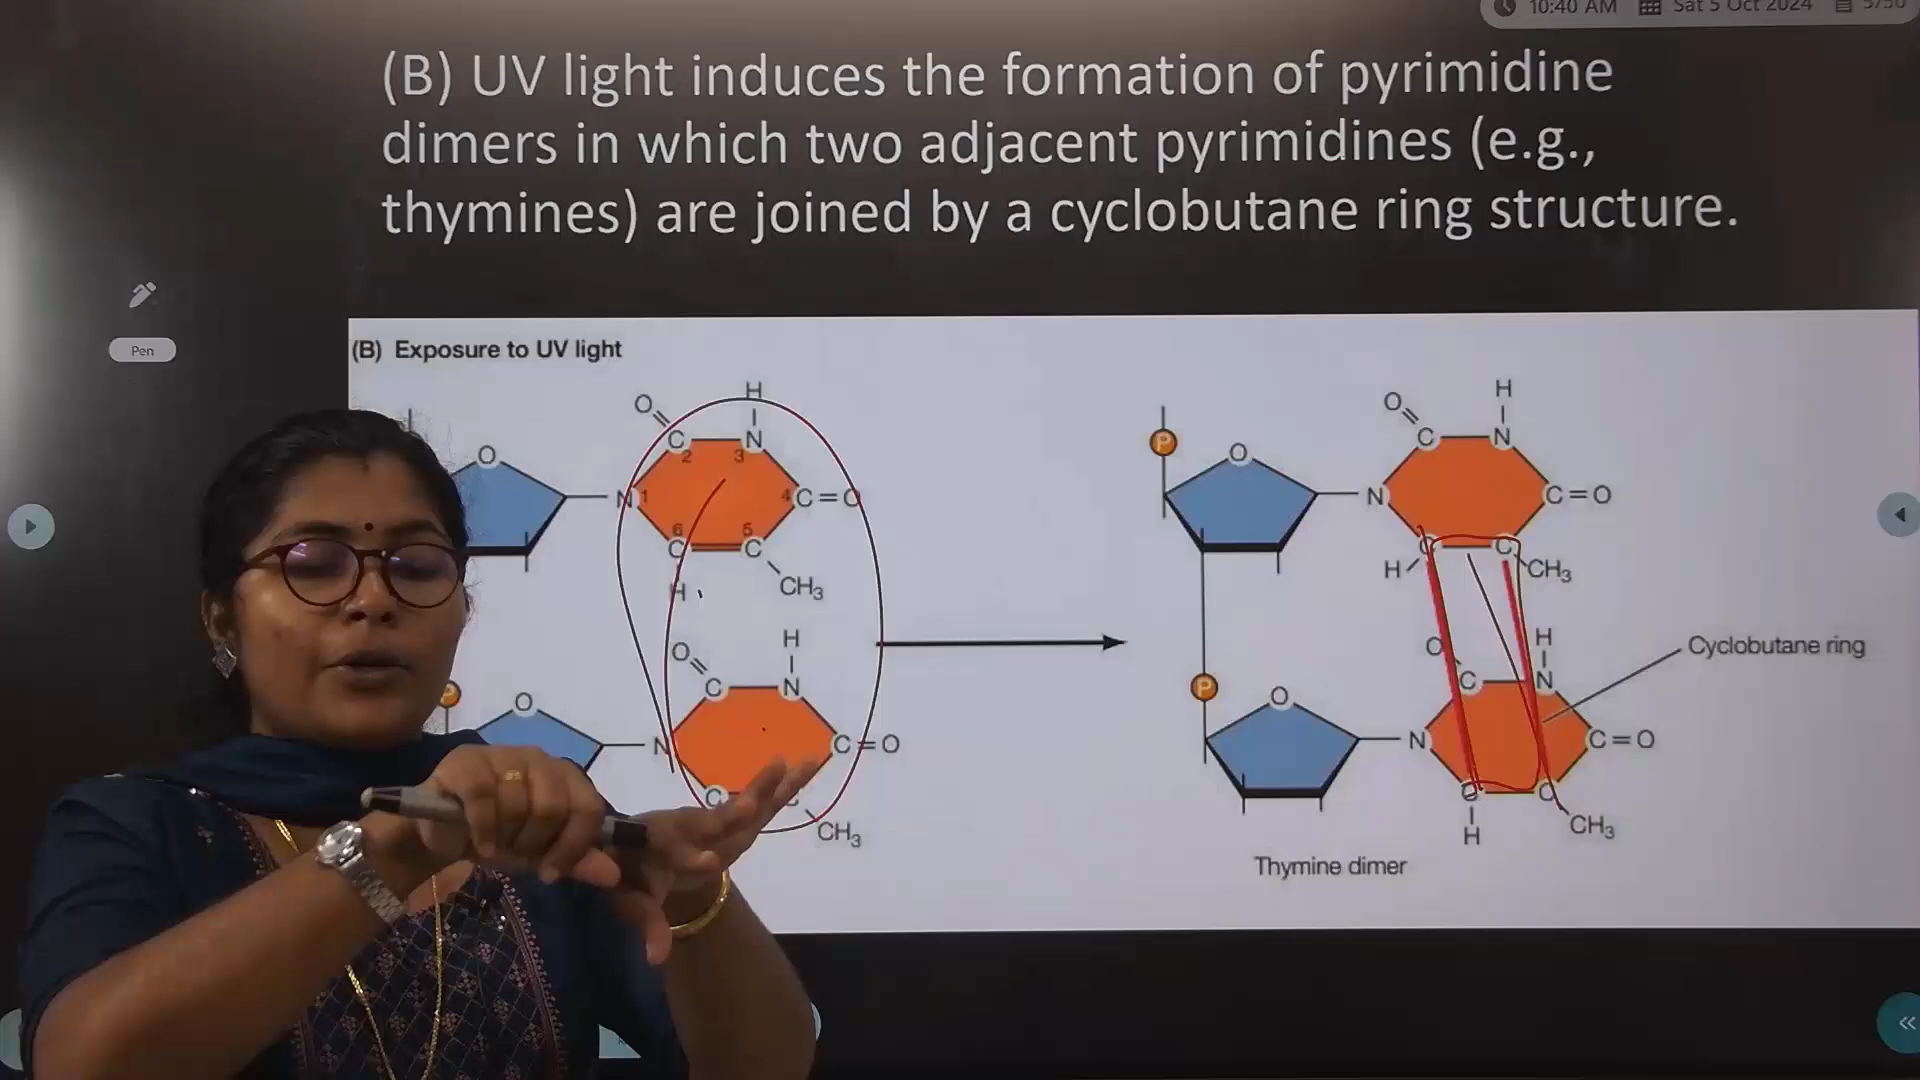 10:40 AM Sat 5 Oct 2024 5/50
(B) UV light induces the formation of pyrimidine
dimers in which two adjacent pyrimidines (e.g.,
thymines) are joined by a cyclobutane ring structure.
Pen
(B) Exposure to UV light
H
O
C N
2 3
O
N 1
4 C=O
6 5
C C
H
CH3
H
O
C N
O
P
N
C=O
C C
CH3
H
O
C N
P
O
N
C=O
C C
H
CH3
O
H
C N
Cyclobutane ring
P
O
N
C=O
C C
H
CH3
Thymine dimer